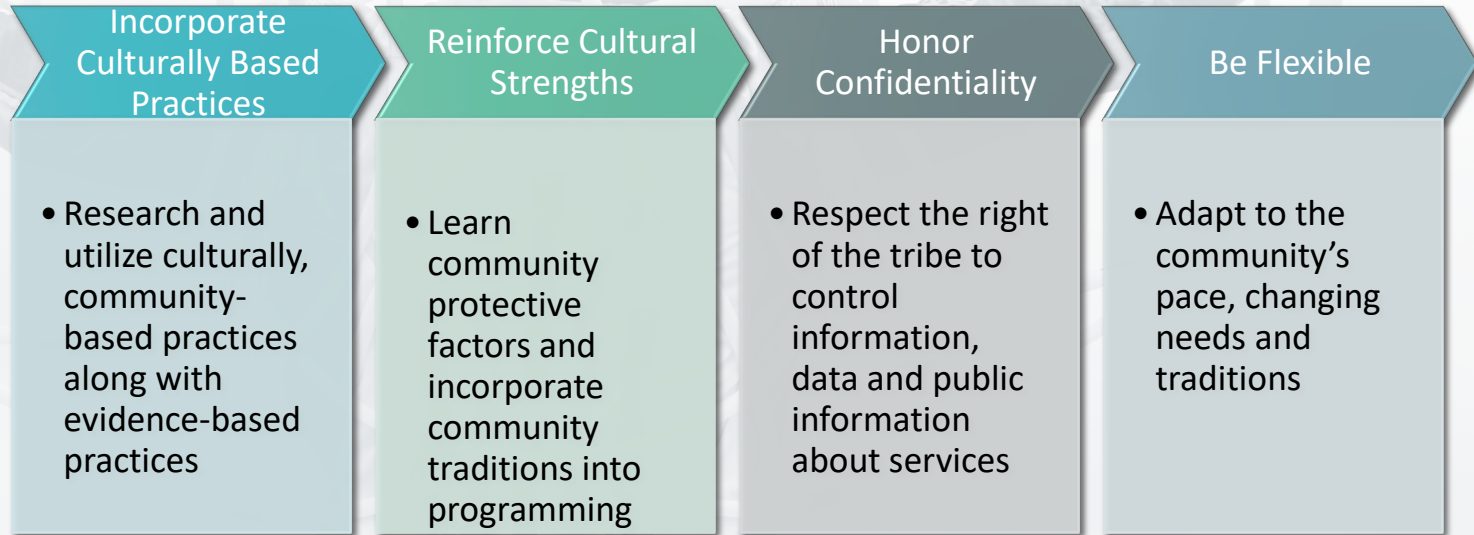 Incorporate
Culturally Based
Practices
• Research and
utilize culturally,
community-
based practices
along with
evidence-based
practices
Reinforce Cultural
Strengths
• Learn
community
protective
factors and
incorporate
community
traditions into
programming
Honor
Confidentiality
• Respect the right
of the tribe to
control
information,
data and public
information
about services
Be Flexible
• Adapt to the
community’s
pace, changing
needs and
traditions